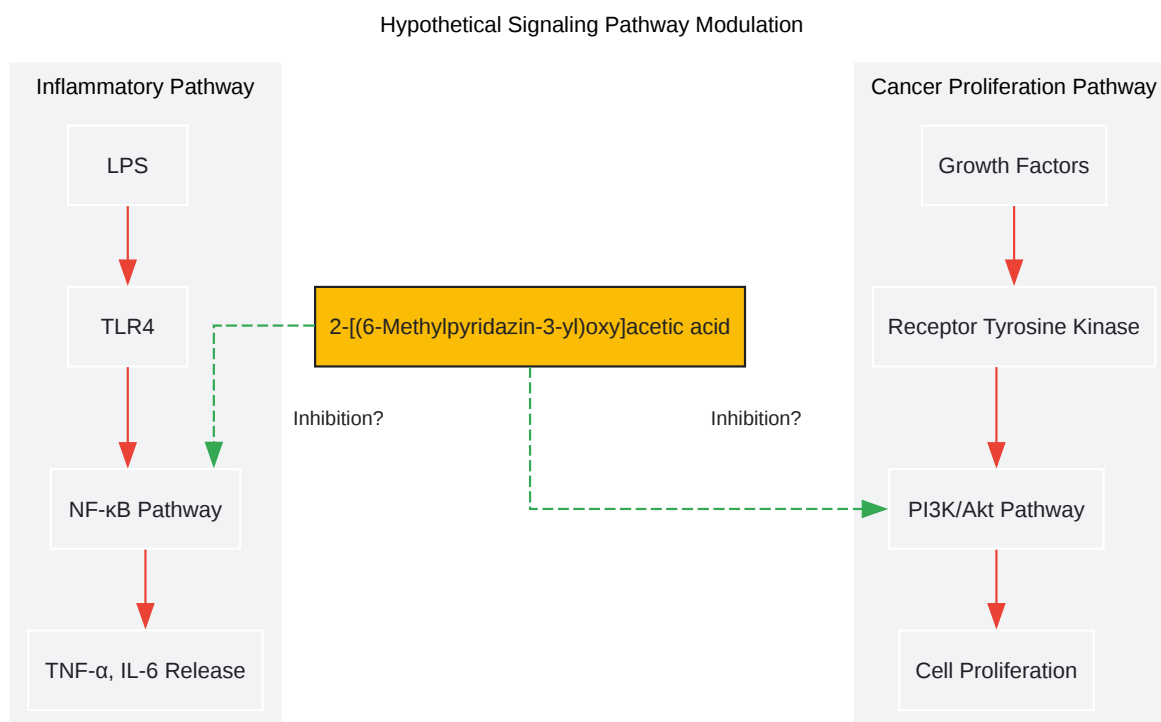 Hypothetical Signaling Pathway Modulation
Inflammatory Pathway
LPS
TLR4
NF-κB Pathway
TNF-α, IL-6 Release
2-[(6-Methylpyridazin-3-yl)oxy]acetic acid
Inhibition?
Inhibition?
Cancer Proliferation Pathway
Growth Factors
Receptor Tyrosine Kinase
PI3K/Akt Pathway
Cell Proliferation